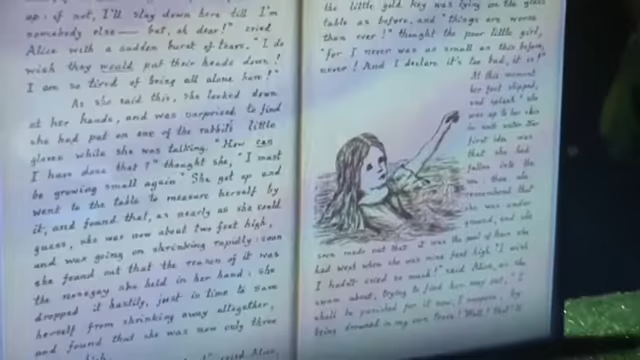 up: if not, I'll stay down here till I'm
somebody else — but, oh dear!" cried
Alice with a sudden burst of tears, "I do
wish they would put their heads down!
I am so tired of being all alone here!"
As she said this, she looked down
at her hands, and was surprised to find
she had put on one of the rabbit's little
gloves while she was talking. "How can
I have done that?" thought she, "I must
be growing small again." She got up and
went to the table to measure herself by
it, and found that, as nearly as she could
guess, she was now about two feet high,
and was going on shrinking rapidly: soon
she found out that the reason of it was
the nosegay she held in her hand: she
dropped it hastily, just in time to save
herself from shrinking away altogether,
and found that she was now only three
high cried Alice,
the little gold key was lying on the glass
table as before, and "things are worse
than ever!" thought the poor little girl,
"for I never was as small as this before,
never! And I declare it's too bad, it is!"
At this moment
her foot slipped,
and splash! she
was up to her chin
in salt water. Her
first idea was
that she had
fallen into the
sea: then she
remembered that
she was under
ground, and she
soon made out that it was the pool of tears she
had wept when she was nine feet high. "I wish
I hadn't cried so much!" said Alice, as she
swam about, trying to find her way out, "I
shall be punished for it now, I suppose, by
being drowned in my own tears! Well! that'll